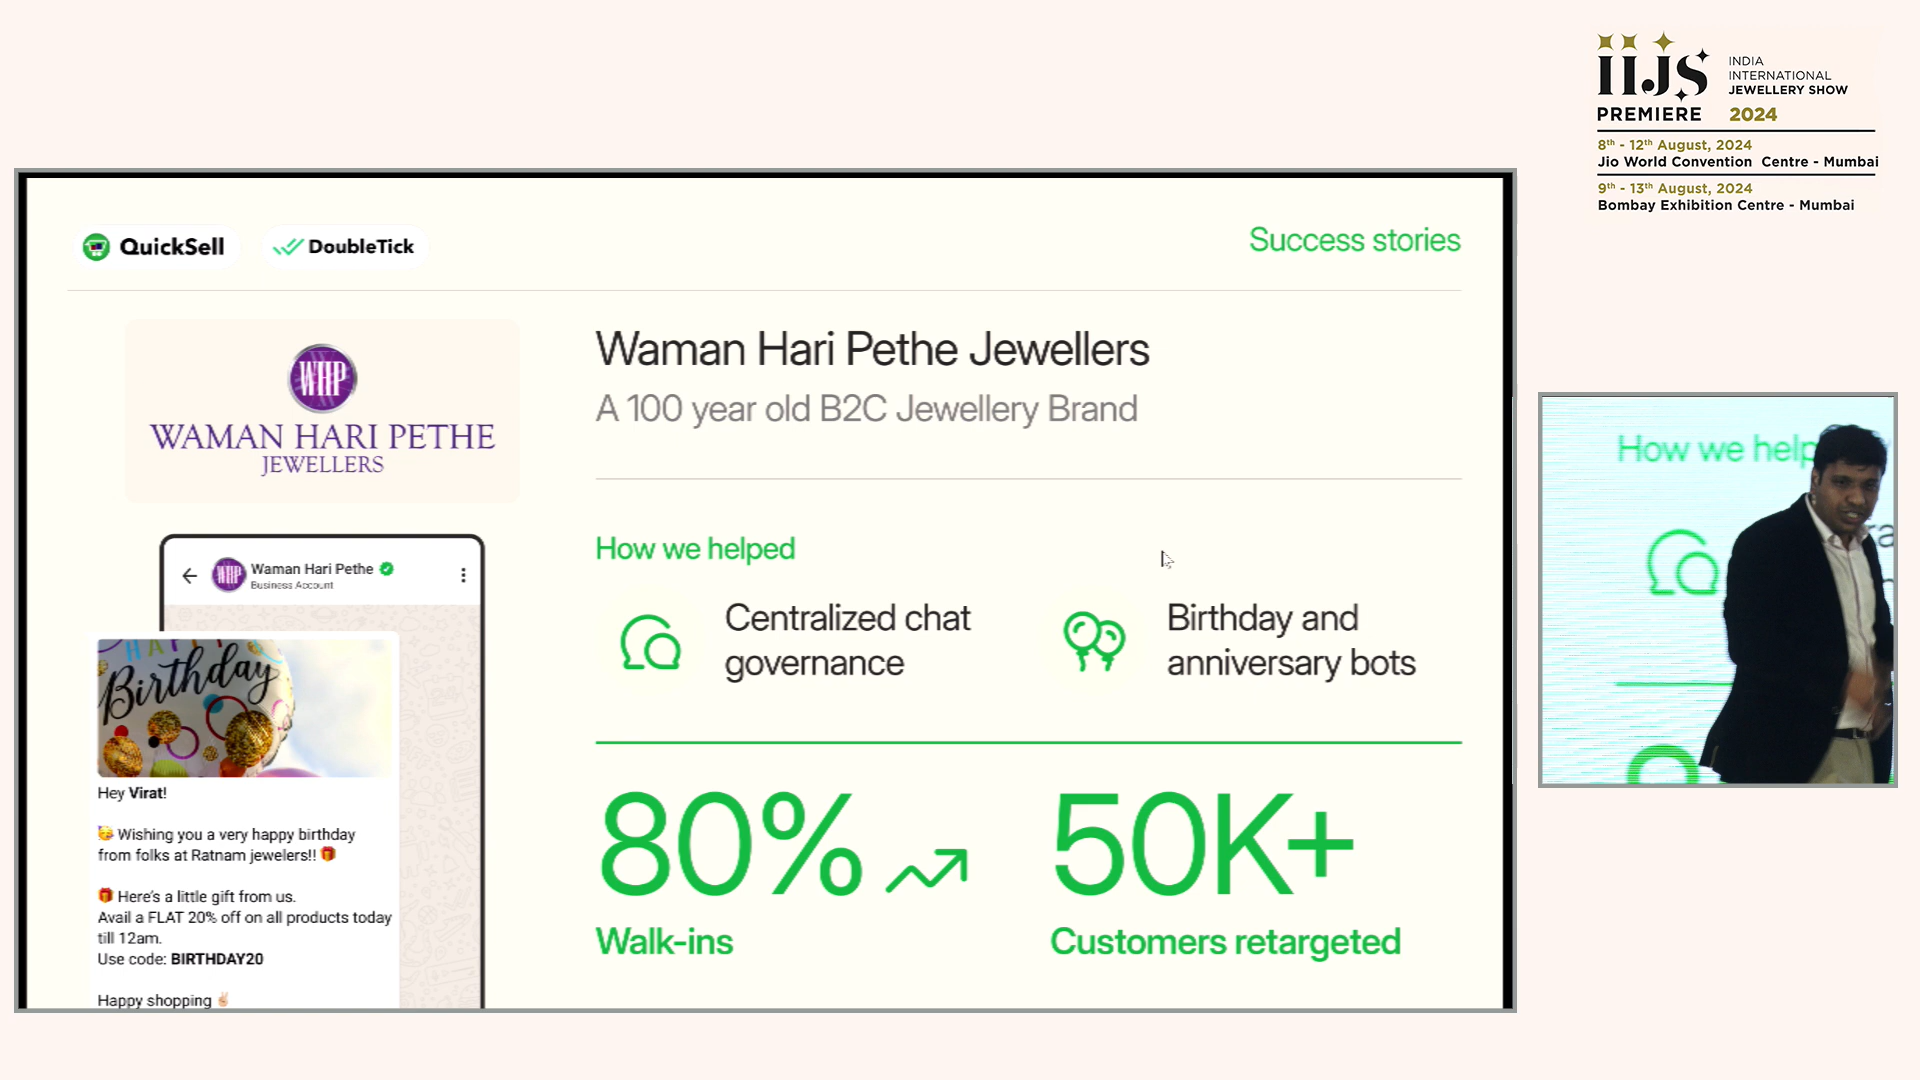 IIJS
INDIA
INTERNATIONAL
JEWELLERY SHOW
PREMIERE 2024
8th - 12th August, 2024
Jio World Convention Centre - Mumbai
9th - 13th August, 2024
Bombay Exhibition Centre - Mumbai
QuickSell
DoubleTick
Success stories
WHP
WAMAN HARI PETHE
JEWELLERS
Waman Hari Pethe Jewellers
A 100 year old B2C Jewellery Brand
How we helped
Centralized chat
governance
Birthday and
anniversary bots
80%
Walk-ins
50K+
Customers retargeted
WHP
Waman Hari Pethe
Business Account
HAPPY
Birthday
Hey Virat!
🥳 Wishing you a very happy birthday
from folks at Ratnam jewelers!! 🎁
🎁 Here's a little gift from us.
Avail a FLAT 20% off on all products today
till 12am.
Use code: BIRTHDAY20
Happy shopping ✌🏻
How we help